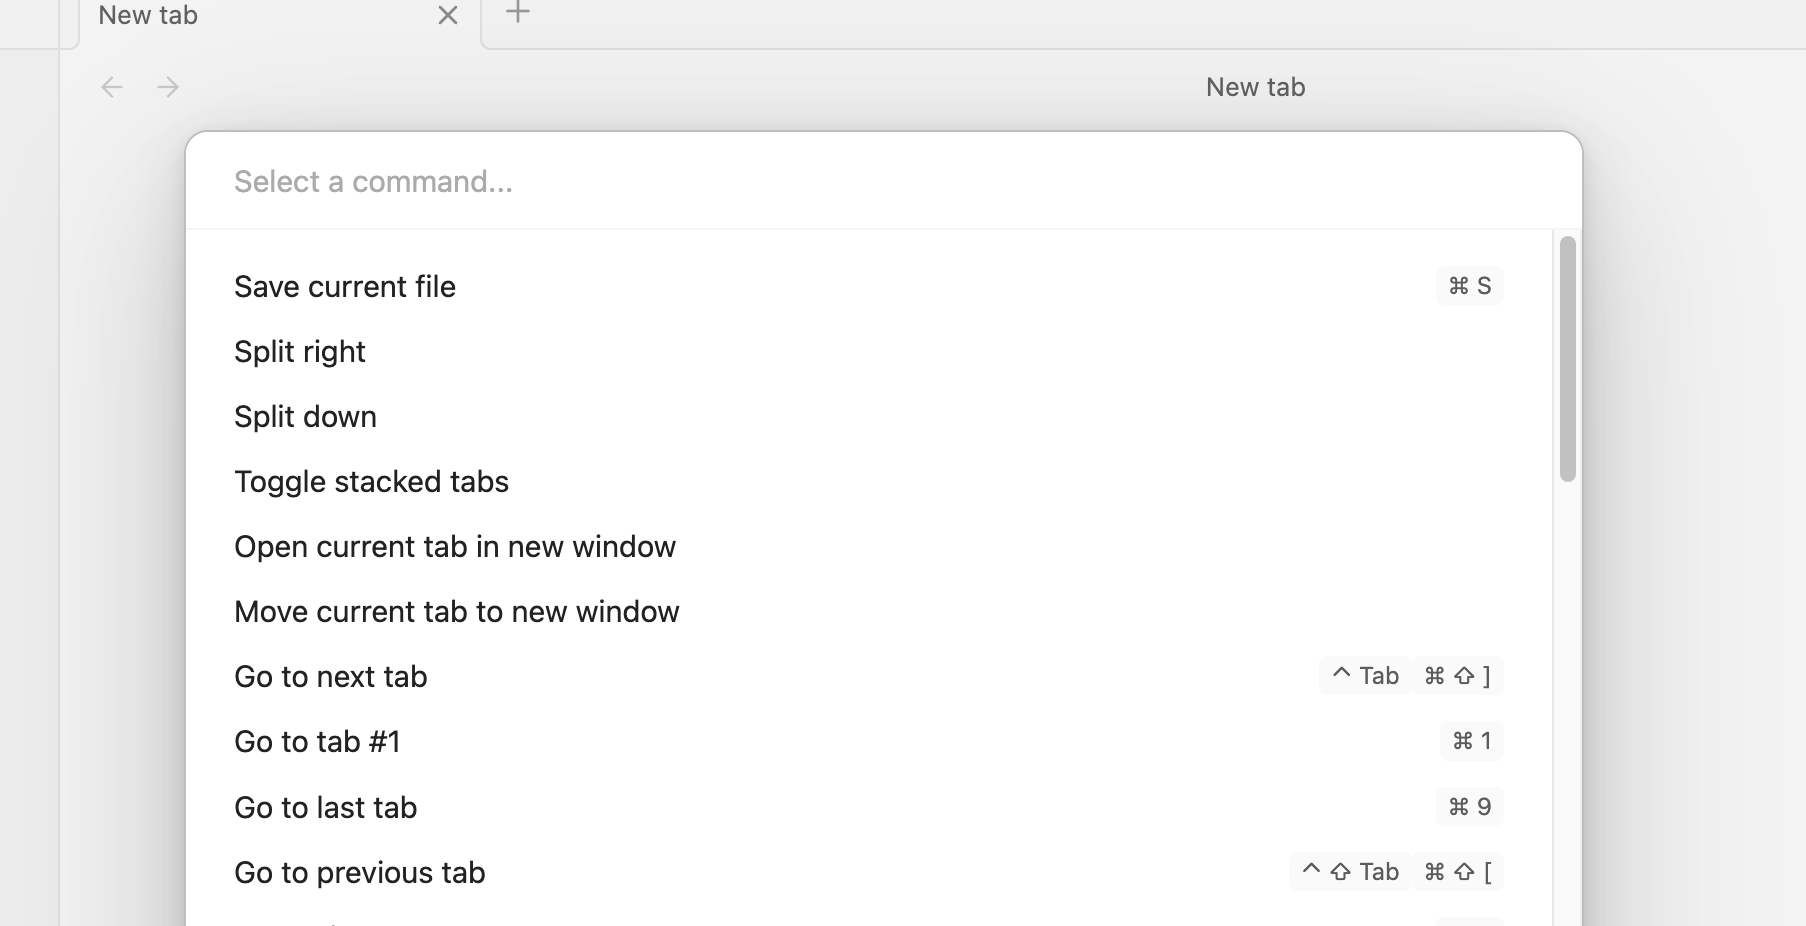 New tab
New tab
Select a command...
Save current file ⌘ S
Split right
Split down
Toggle stacked tabs
Open current tab in new window
Move current tab to new window
Go to next tab ^ Tab ⌘ ⇧ ]
Go to tab #1 ⌘ 1
Go to last tab ⌘ 9
Go to previous tab ^ ⇧ Tab ⌘ ⇧ [